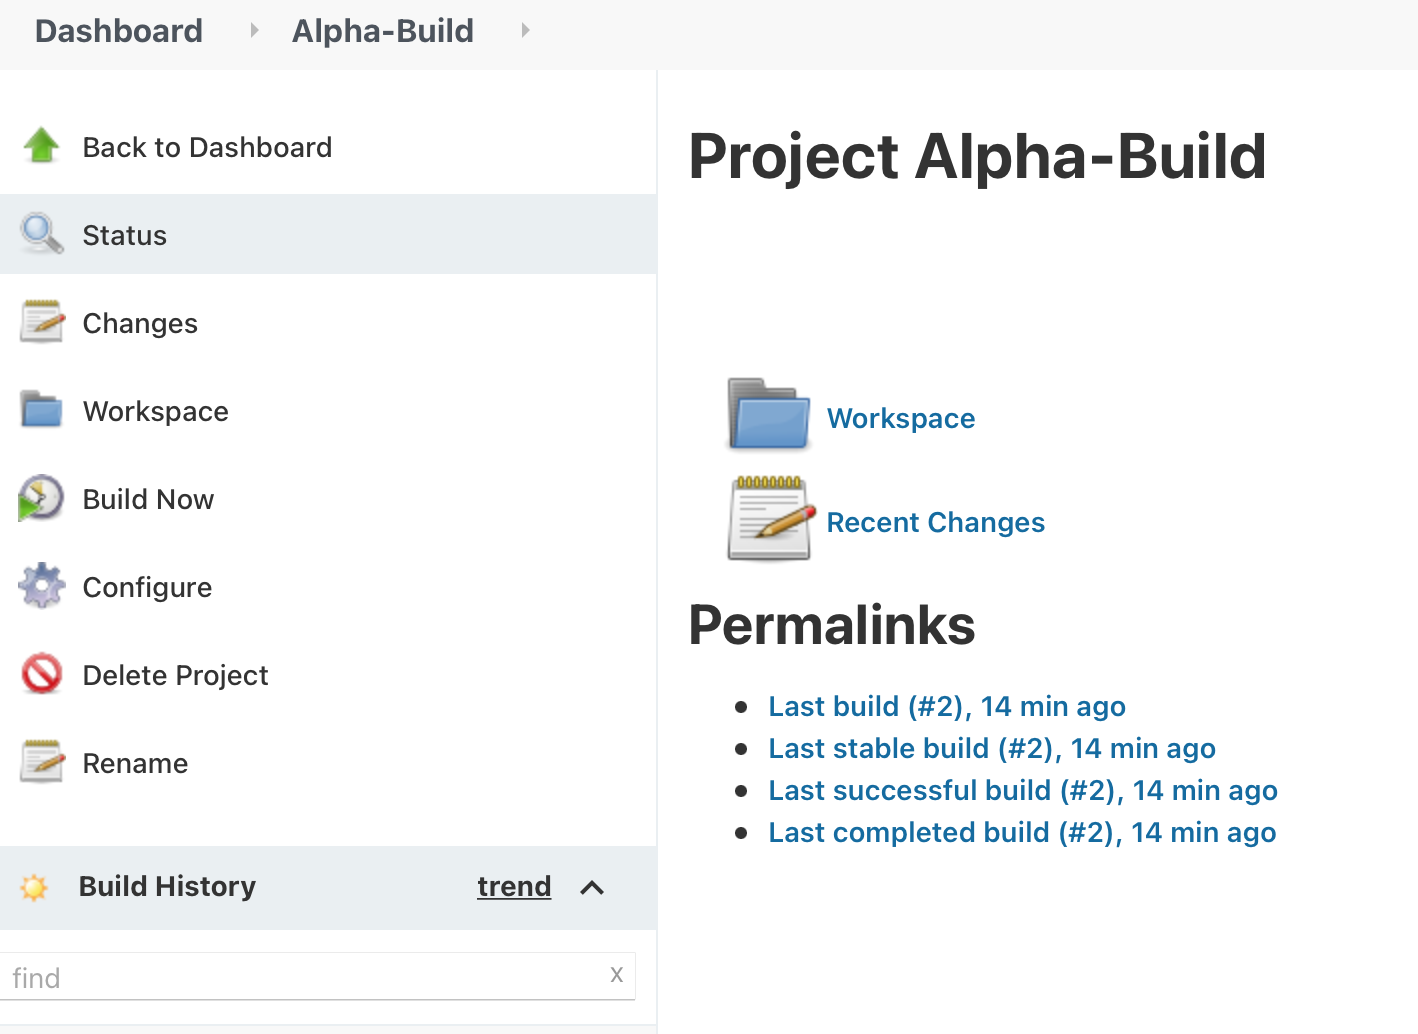 Dashboard Alpha-Build
Back to Dashboard
Status
Changes
Workspace
Build Now
Configure
Delete Project
Rename
Build History trend
find X
Project Alpha-Build
Workspace
Recent Changes
Permalinks
Last build (#2), 14 min ago
Last stable build (#2), 14 min ago
Last successful build (#2), 14 min ago
Last completed build (#2), 14 min ago